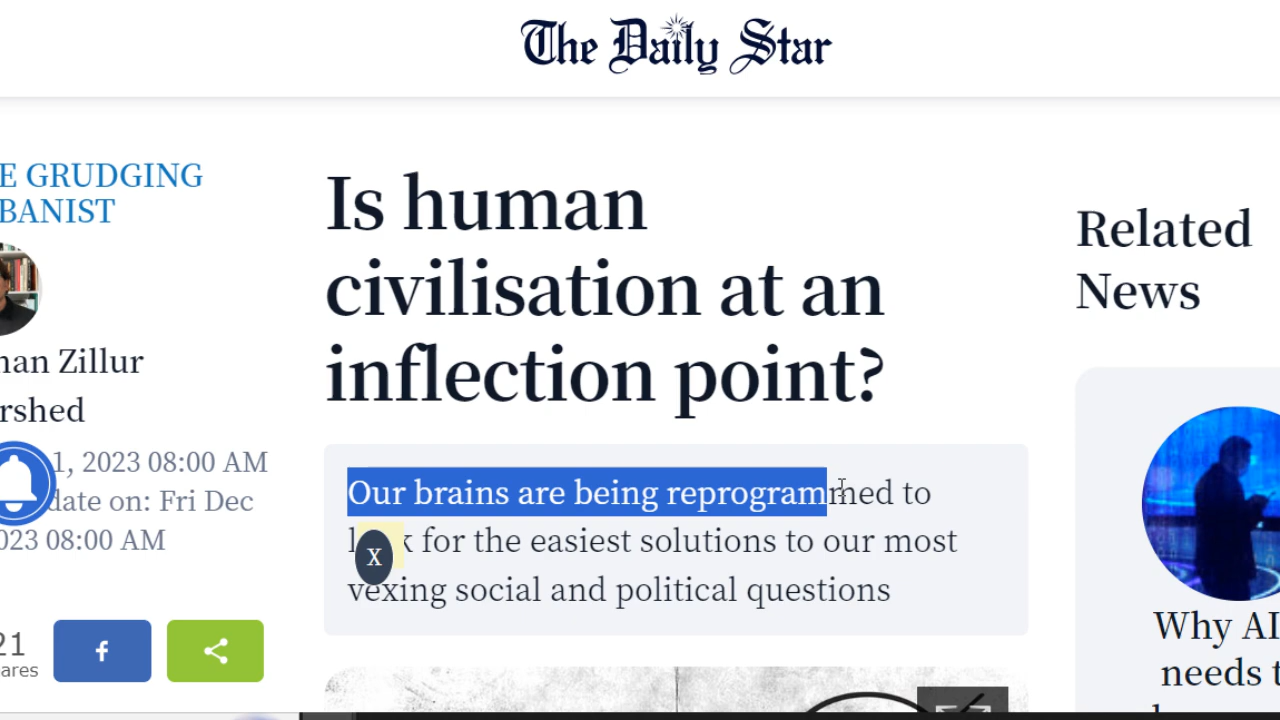 The Daily Star
E GRUDGING
BANIST
nan Zillur
rshed
1, 2023 08:00 AM
date on: Fri Dec
023 08:00 AM
21
ares
f
Is human
civilisation at an
inflection point?
Our brains are being reprogrammed to
for the easiest solutions to our most
X
vexing social and political questions
Related
News
Why AI
needs t